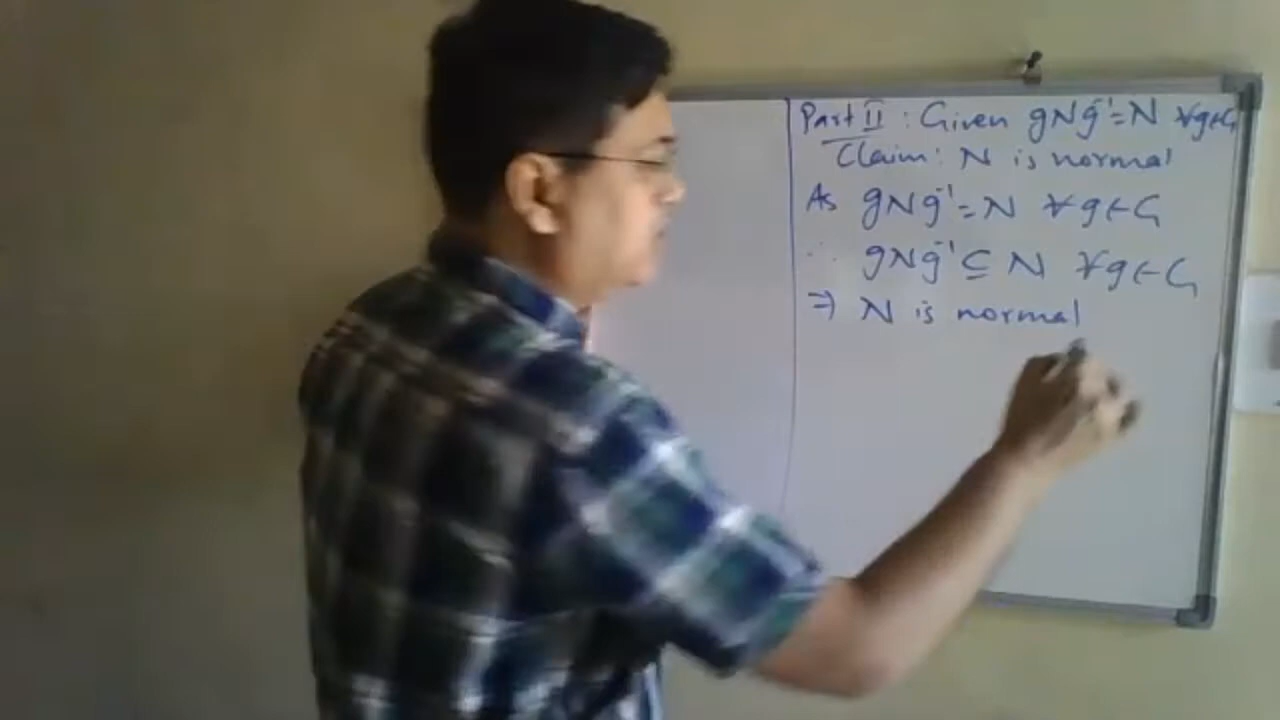 Part II : Given gNg⁻¹=N ∀g∈G
Claim: N is normal
As gNg⁻¹=N ∀g∈G
∴ gNg⁻¹⊆N ∀g∈G
⇒ N is normal